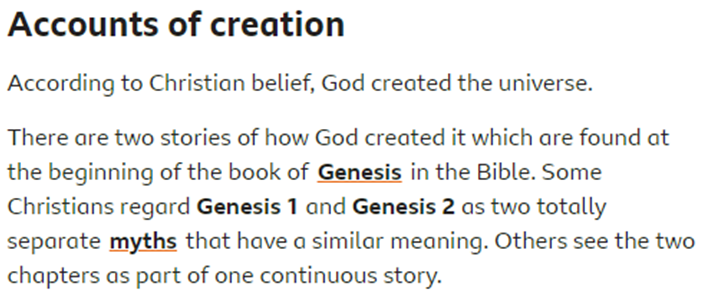 Accounts of creation
According to Christian belief, God created the universe.
There are two stories of how God created it which are found at
the beginning of the book of Genesis in the Bible. Some
Christians regard Genesis 1 and Genesis 2 as two totally
separate myths that have a similar meaning. Others see the two
chapters as part of one continuous story.